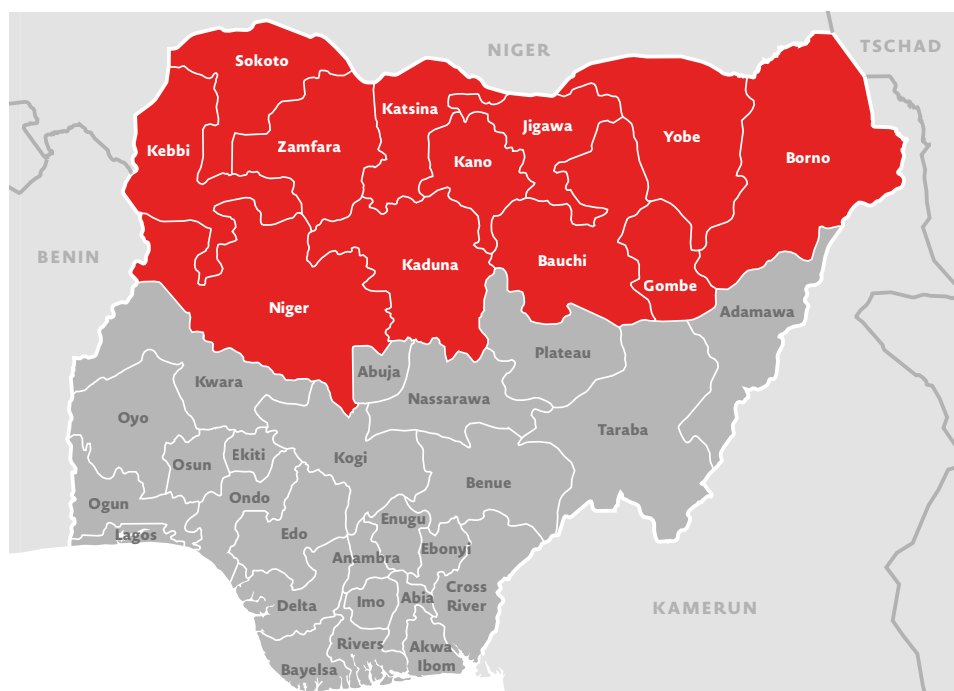 NIGER
TSCHAD
Sokoto
Katsina
Jigawa
Yobe
Kebbi
Zamfara
Kano
Borno
BENIN
Kaduna
Bauchi
Gombe
Niger
Adamawa
Plateau
Abuja
Kwara
Nassarawa
Oyo
Taraba
Osun
Ekiti
Kogi
Benue
Ogun
Ondo
Lagos
Edo
Enugu
Ebonyi
Anambra
Delta
Imo
Abia
Cross
River
KAMERUN
Rivers
Akwa
Ibom
Bayelsa